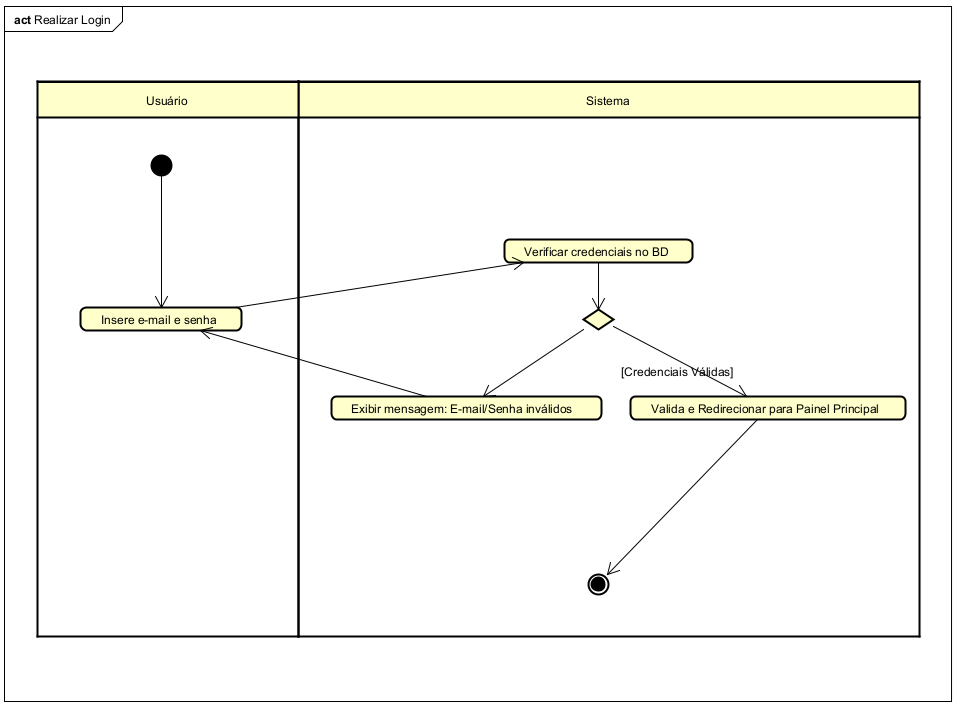 act Realizar Login
Usuário
Sistema
Verificar credenciais no BD
Insere e-mail e senha
[Credenciais Válidas]
Exibir mensagem: E-mail/Senha inválidos
Valida e Redirecionar para Painel Principal